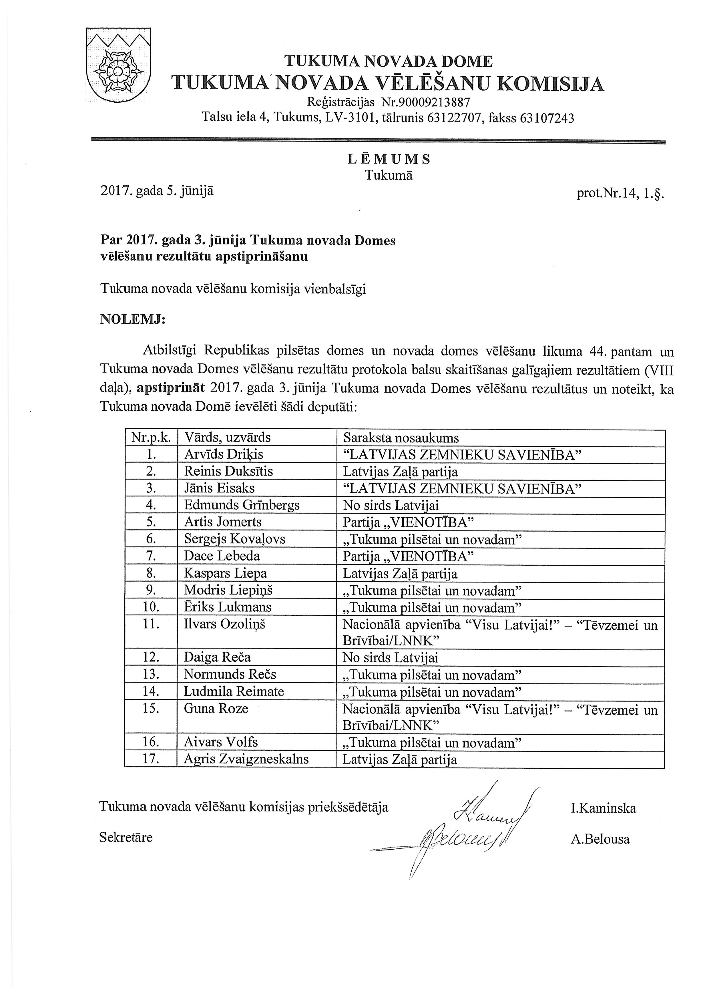 TUKUMA NOVADA DOME
TUKUMA NOVADA VĒLĒŠANU KOMISIJA
Reģistrācijas Nr.90009213887
Talsu iela 4, Tukums, LV-3101, tālrunis 63122707, fakss 63107243
LĒMUMS
Tukumā
2017. gada 5. jūnijā prot.Nr.14, 1.§.
Par 2017. gada 3. jūnija Tukuma novada Domes
vēlēšanu rezultātu apstiprināšanu
Tukuma novada vēlēšanu komisija vienbalsīgi
NOLEMJ:
Atbilstīgi Republikas pilsētas domes un novada domes vēlēšanu likuma 44. pantam un
Tukuma novada Domes vēlēšanu rezultātu protokola balsu skaitīšanas galīgajiem rezultātiem (VIII
daļa), apstiprināt 2017. gada 3. jūnija Tukuma novada Domes vēlēšanu rezultātus un noteikt, ka
Tukuma novada Domē ievēlēti šādi deputāti:
Nr.p.k. Vārds, uzvārds Saraksta nosaukums
1. Arvīds Driķis “LATVIJAS ZEMNIEKU SAVIENĪBA”
2. Reinis Duksītis Latvijas Zaļā partija
3. Jānis Eisaks “LATVIJAS ZEMNIEKU SAVIENĪBA”
4. Edmunds Grīnbergs No sirds Latvijai
5. Artis Jomerts Partija „VIENOTĪBA”
6. Sergejs Kovaļovs „Tukuma pilsētai un novadam”
7. Dace Lebeda Partija „VIENOTĪBA”
8. Kaspars Liepa Latvijas Zaļā partija
9. Modris Liepiņš „Tukuma pilsētai un novadam”
10. Ēriks Lukmans „Tukuma pilsētai un novadam”
11. Ilvars Ozoliņš Nacionālā apvienība “Visu Latvijai!” – “Tēvzemei un
Brīvībai/LNNK”
12. Daiga Reča No sirds Latvijai
13. Normunds Rečs „Tukuma pilsētai un novadam”
14. Ludmila Reimate „Tukuma pilsētai un novadam”
15. Guna Roze Nacionālā apvienība “Visu Latvijai!” – “Tēvzemei un
Brīvībai/LNNK”
16. Aivars Volfs „Tukuma pilsētai un novadam”
17. Agris Zvaigzneskalns Latvijas Zaļā partija
Tukuma novada vēlēšanu komisijas priekšsēdētāja I.Kaminska
Sekretāre A.Belousa